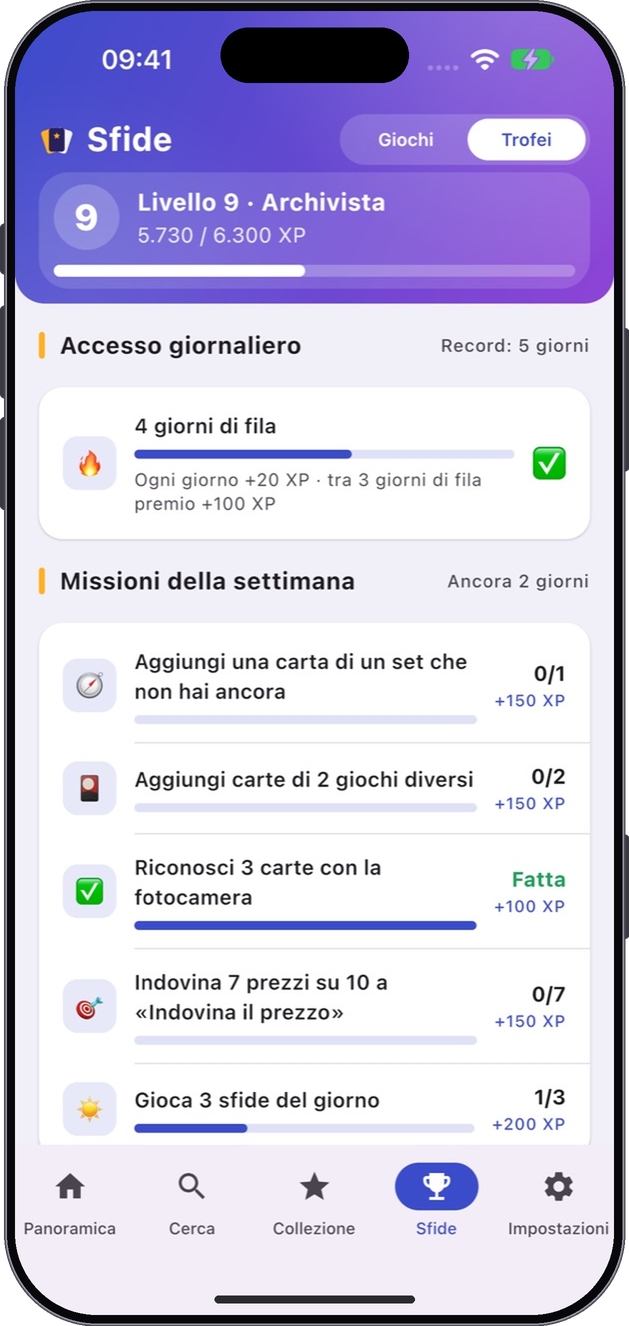 09:41
Sfide
Giochi
Trofei
9
Livello 9 · Archivista
5.730 / 6.300 XP
Accesso giornaliero
Record: 5 giorni
4 giorni di fila
Ogni giorno +20 XP · tra 3 giorni di fila
premio +100 XP
Missioni della settimana
Ancora 2 giorni
Aggiungi una carta di un set che
non hai ancora
0/1
+150 XP
Aggiungi carte di 2 giochi diversi
0/2
+150 XP
Riconosci 3 carte con la
fotocamera
Fatta
+100 XP
Indovina 7 prezzi su 10 a
«Indovina il prezzo»
0/7
+150 XP
Gioca 3 sfide del giorno
1/3
+200 XP
Panoramica
Cerca
Collezione
Sfide
Impostazioni